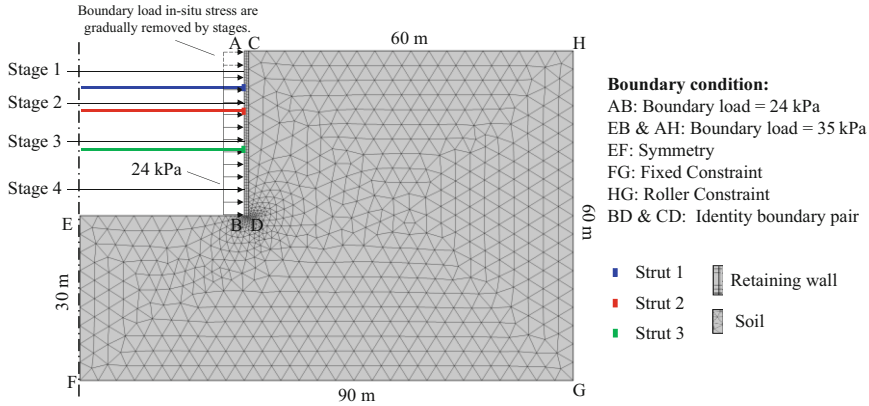 Boundary load in-situ stress are
gradually removed by stages.
A C
60 m
H
Stage 1
Stage 2
Stage 3
Stage 4
24 kPa
E
B D
60 m
30 m
F
90 m
G
Boundary condition:
AB: Boundary load = 24 kPa
EB & AH: Boundary load = 35 kPa
EF: Symmetry
FG: Fixed Constraint
HG: Roller Constraint
BD & CD: Identity boundary pair
Strut 1
Strut 2
Strut 3
Retaining wall
Soil